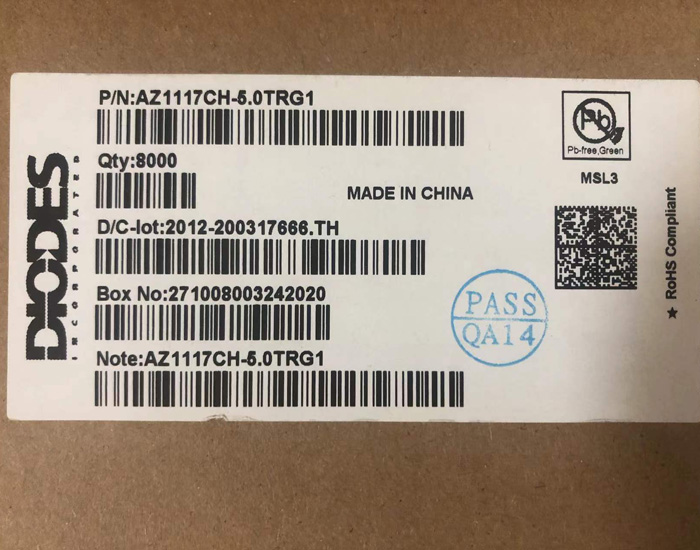 P/N:AZ1117CH-5.0TRG1
Pb
Pb-free,Green
MSL3
Qty:8000
MADE IN CHINA
D/C-lot:2012-200317666.TH
Box No:271008003242020
PASS
QA14
Note:AZ1117CH-5.0TRG1
DIODES
INCORPORATED
★ RoHS Compliant